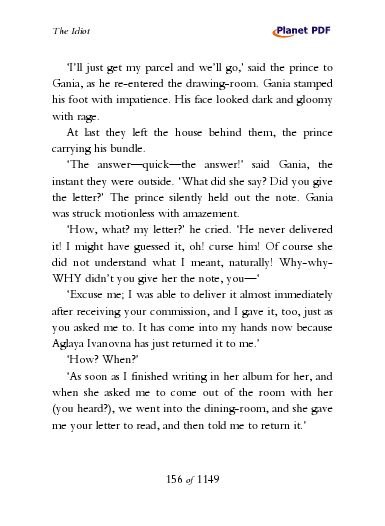 The Idiot
Planet PDF
‘I’ll just get my parcel and we’ll go,’ said the prince to
Gania, as he re-entered the drawing-room. Gania stamped
his foot with impatience. His face looked dark and gloomy
with rage.
At last they left the house behind them, the prince
carrying his bundle.
‘The answer—quick—the answer!’ said Gania, the
instant they were outside. ‘What did she say? Did you give
the letter?’ The prince silently held out the note. Gania
was struck motionless with amazement.
‘How, what? my letter?’ he cried. ‘He never delivered
it! I might have guessed it, oh! curse him! Of course she
did not understand what I meant, naturally! Why-why-
WHY didn’t you give her the note, you—‘
‘Excuse me; I was able to deliver it almost immediately
after receiving your commission, and I gave it, too, just as
you asked me to. It has come into my hands now because
Aglaya Ivanovna has just returned it to me.’
‘How? When?’
‘As soon as I finished writing in her album for her, and
when she asked me to come out of the room with her
(you heard?), we went into the dining-room, and she gave
me your letter to read, and then told me to return it.’
156 of 1149